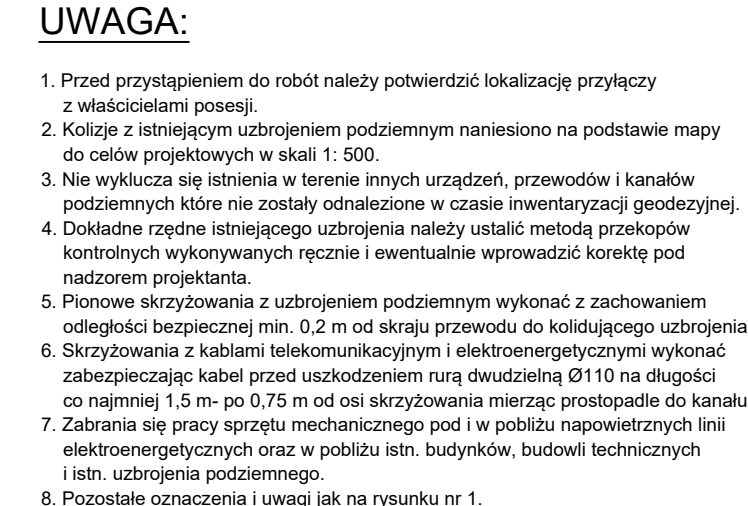 UWAGA:
1. Przed przystąpieniem do robót należy potwierdzić lokalizację przyłączy
z właścicielami posesji.
2. Kolizje z istniejącym uzbrojeniem podziemnym naniesiono na podstawie mapy
do celów projektowych w skali 1: 500.
3. Nie wyklucza się istnienia w terenie innych urządzeń, przewodów i kanałów
podziemnych które nie zostały odnalezione w czasie inwentaryzacji geodezyjnej.
4. Dokładne rzędne istniejącego uzbrojenia należy ustalić metodą przekopów
kontrolnych wykonywanych ręcznie i ewentualnie wprowadzić korektę pod
nadzorem projektanta.
5. Pionowe skrzyżowania z uzbrojeniem podziemnym wykonać z zachowaniem
odległości bezpiecznej min. 0,2 m od skraju przewodu do kolidującego uzbrojenia
6. Skrzyżowania z kablami telekomunikacyjnym i elektroenergetycznymi wykonać
zabezpieczając kabel przed uszkodzeniem rurą dwudzielną Ø110 na długości
co najmniej 1,5 m- po 0,75 m od osi skrzyżowania mierząc prostopadle do kanału
7. Zabrania się pracy sprzętu mechanicznego pod i w pobliżu napowietrznych linii
elektroenergetycznych oraz w pobliżu istn. budynków, budowli technicznych
i istn. uzbrojenia podziemnego.
8. Pozostałe oznaczenia i uwagi jak na rysunku nr 1.